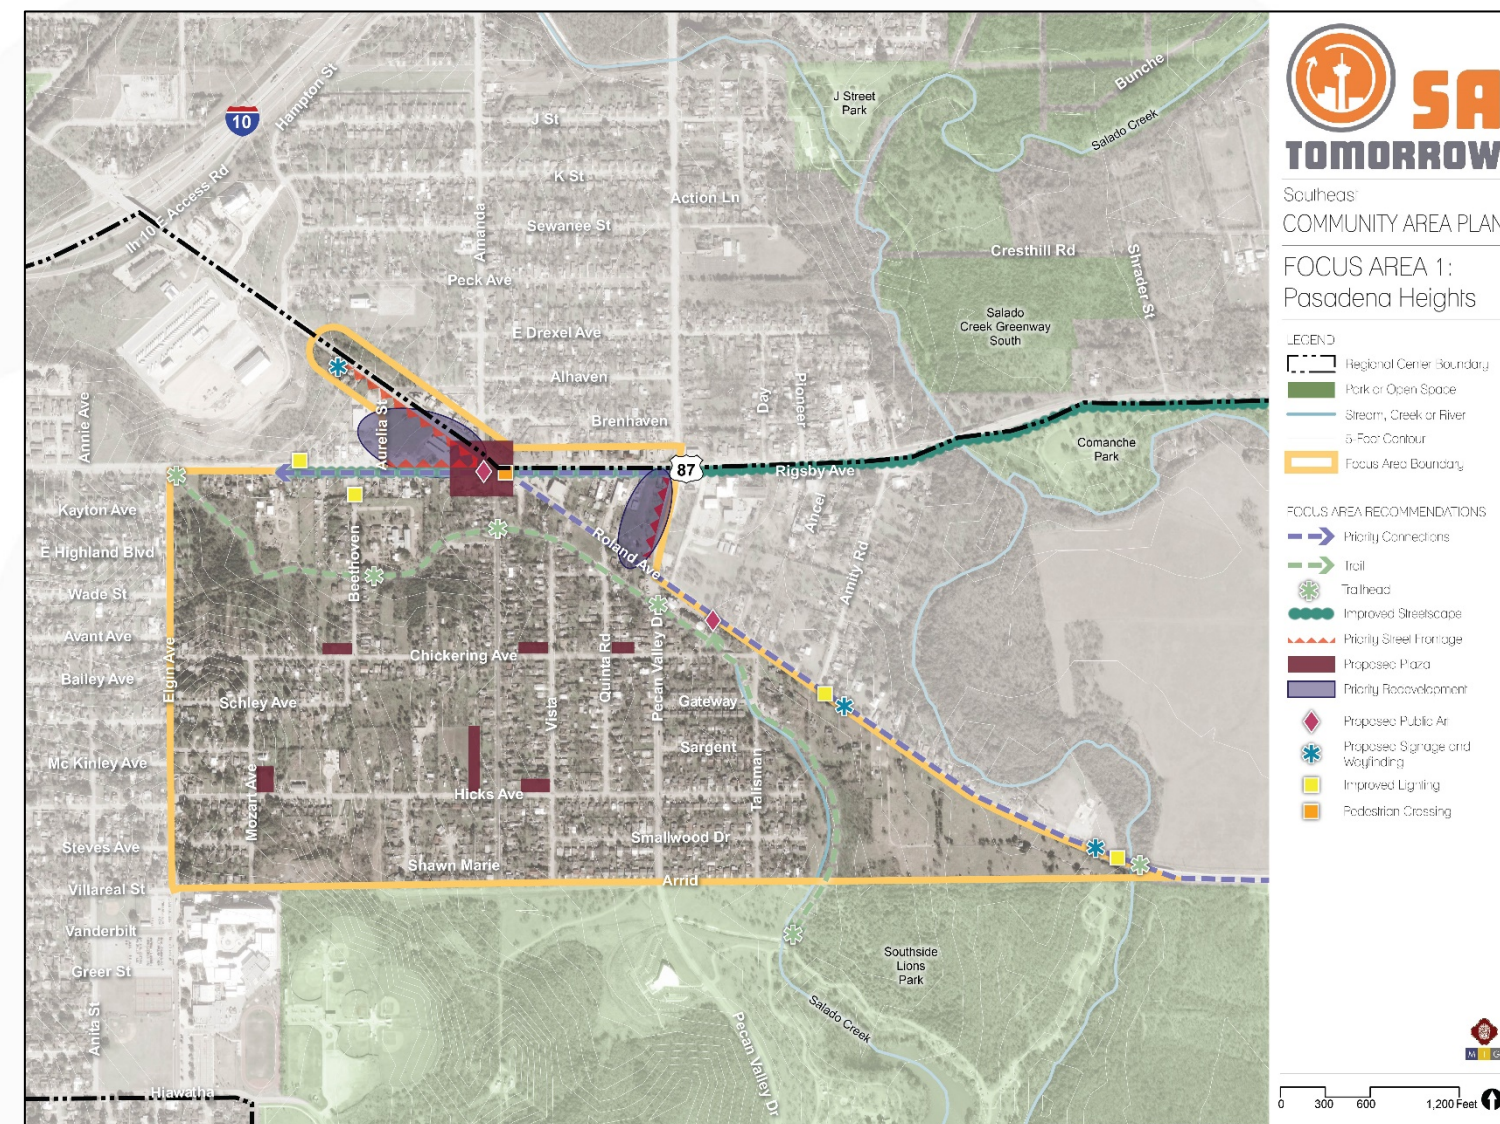 SA
TOMORROW
Southeast
COMMUNITY AREA PLAN
FOCUS AREA 1:
Pasadena Heights
LEGEND
Regional Center Boundary
Park or Open Space
Stream, Creek or River
5-Foot Contour
Focus Area Boundary
FOCUS AREA RECOMMENDATIONS
Priority Connections
Trail
Trailhead
Improved Streetscape
Priority Street Frontage
Proposed Plaza
Priority Redevelopment
Proposed Public Art
Proposed Signage and
Wayfinding
Improved Lighting
Pedestrian Crossing
M I G
0 300 600 1,200 Feet
10
Hampton St
Ih 10 E Access Rd
J St
K St
Amanda
Sewanee St
Action Ln
Peck Ave
E Drexel Ave
Alhaven
Brenhaven
J Street
Park
Bunche
Salado Creek
Cresthill Rd
Shrader St
Salado
Creek Greenway
South
Day
Pioneer
Comanche
Park
87
Rigsby Ave
Ancel
Amity Rd
Annie Ave
Aurelia St
Kayton Ave
E Highland Blvd
Wade St
Avant Ave
Bailey Ave
Elgin Ave
Beethoven
Roland Ave
Chickering Ave
Quinta Rd
Pecan Valley Dr
Schley Ave
Vista
Gateway
Sargent
Talisman
Mc Kinley Ave
Mozart Ave
Hicks Ave
Smallwood Dr
Steves Ave
Shawn Marie
Arrid
Villareal St
Vanderbilt
Greer St
Anita St
Hiawatha
Southside
Lions
Park
Salado Creek
Pecan Valley Dr